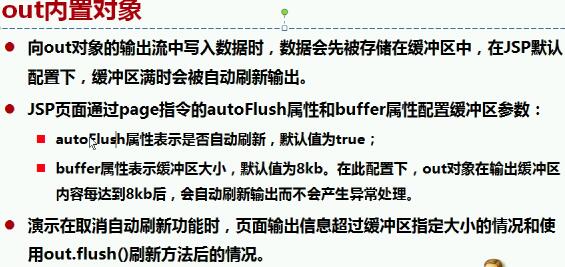 out内置对象
向out对象的输出流中写入数据时，数据会先被存储在缓冲区中，在JSP默认
配置下，缓冲区满时会被自动刷新输出。
JSP页面通过page指令的autoFlush属性和buffer属性配置缓冲区参数：
autoFlush属性表示是否自动刷新，默认值为true；
buffer属性表示缓冲区大小，默认值为8kb。在此配置下，out对象在输出缓冲区
内容每达到8kb后，会自动刷新输出而不会产生异常处理。
演示在取消自动刷新功能时，页面输出信息超过缓冲区指定大小的情况和使
用out.flush()刷新方法后的情况。